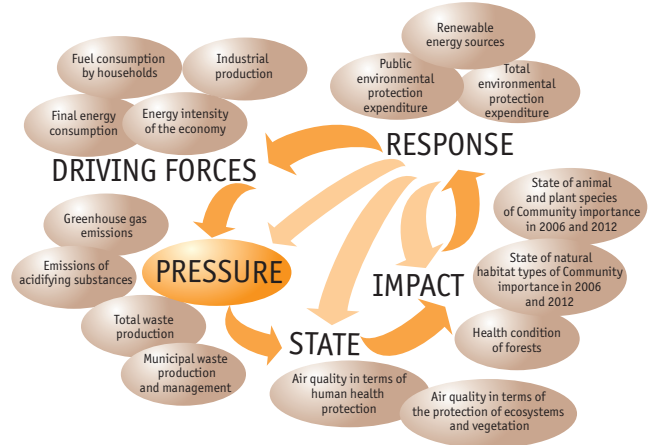 Fuel consumption
by households
Industrial
production
Final energy
consumption
Energy intensity
of the economy
DRIVING FORCES
Renewable
energy sources
Public
environmental
protection
expenditure
Total
environmental
protection
expenditure
RESPONSE
Greenhouse gas
emissions
Emissions of
acidifying substances
PRESSURE
Total waste
production
Municipal waste
production
and management
State of animal
and plant species
of Community importance
in 2006 and 2012
State of natural
habitat types of Community
importance in 2006
and 2012
IMPACT
Health condition
of forests
STATE
Air quality in terms of
human health
protection
Air quality in terms of
the protection of ecosystems
and vegetation